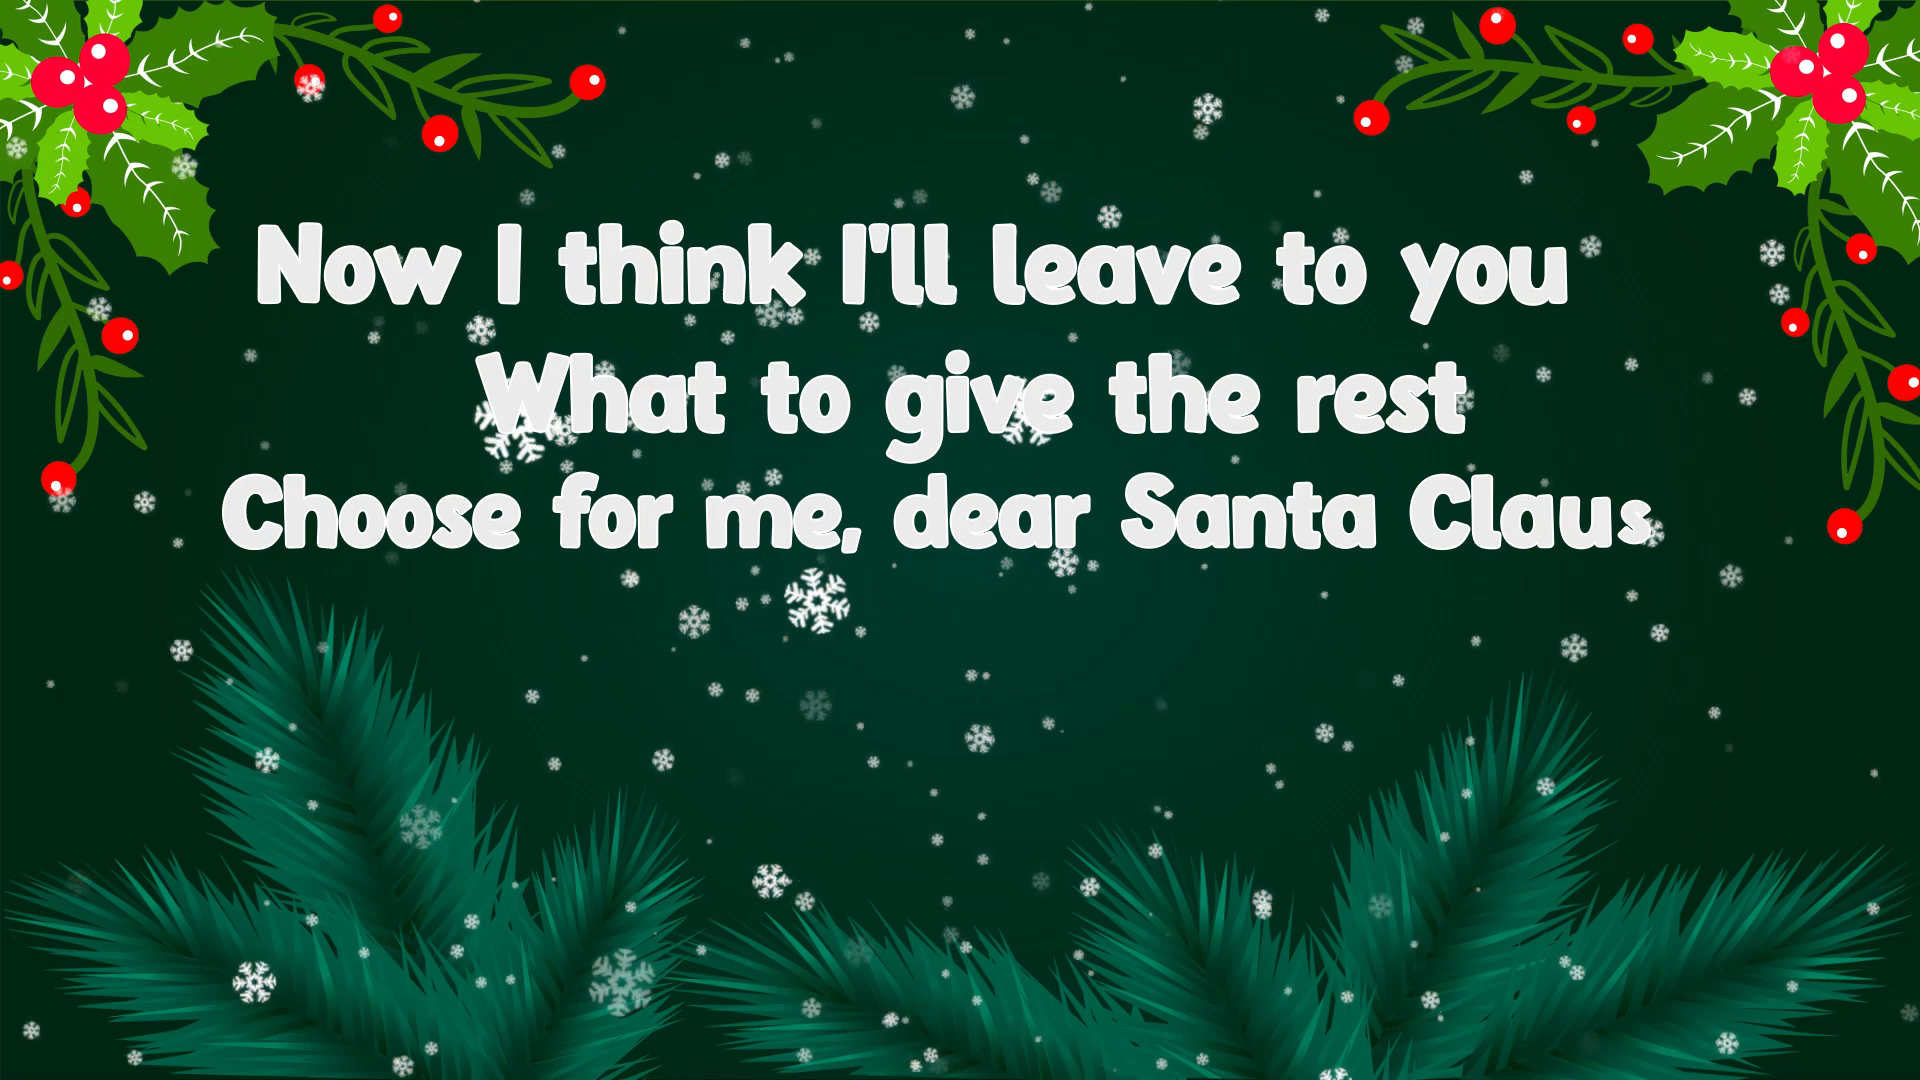 Now I think I'll leave to you
What to give the rest
Choose for me, dear Santa Claus